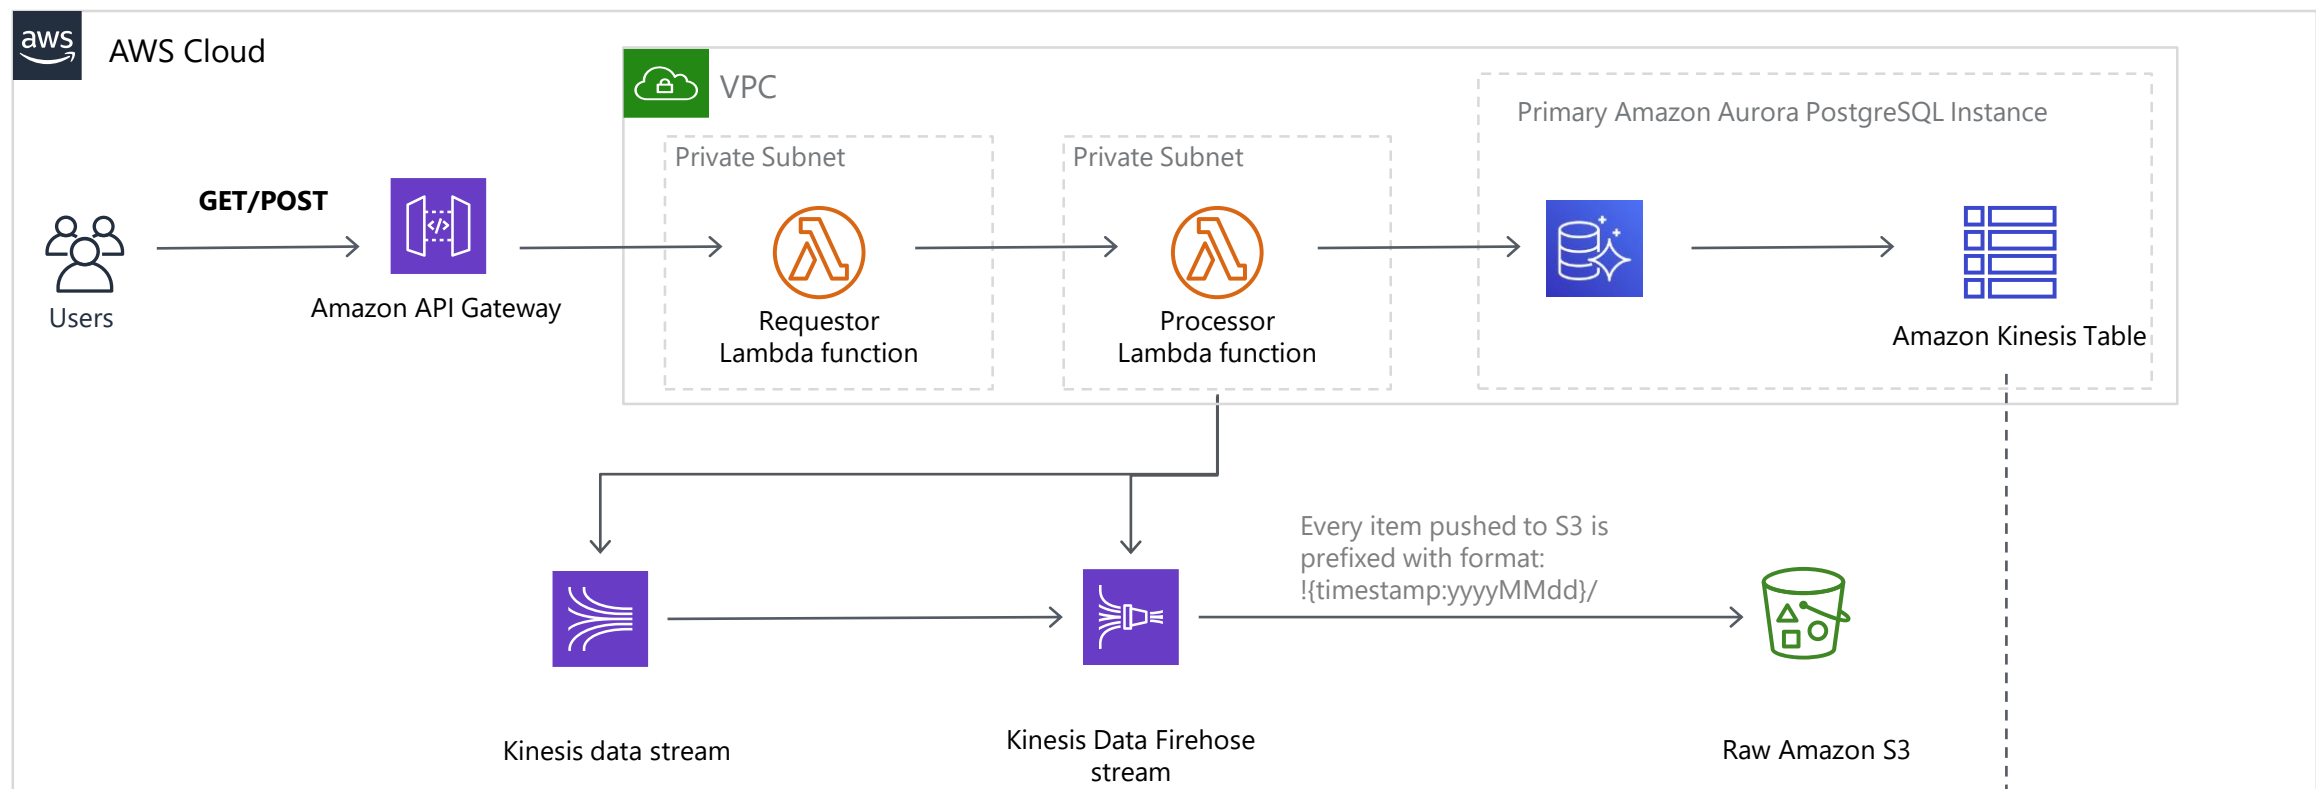 aws
AWS Cloud
VPC
Primary Amazon Aurora PostgreSQL Instance
Private Subnet
Private Subnet
GET/POST
</>
Users
Amazon API Gateway
Requestor
Lambda function
Processor
Lambda function
Amazon Kinesis Table
Every item pushed to S3 is
prefixed with format:
!{timestamp:yyyyMMdd}/
Kinesis data stream
Kinesis Data Firehose
stream
Raw Amazon S3